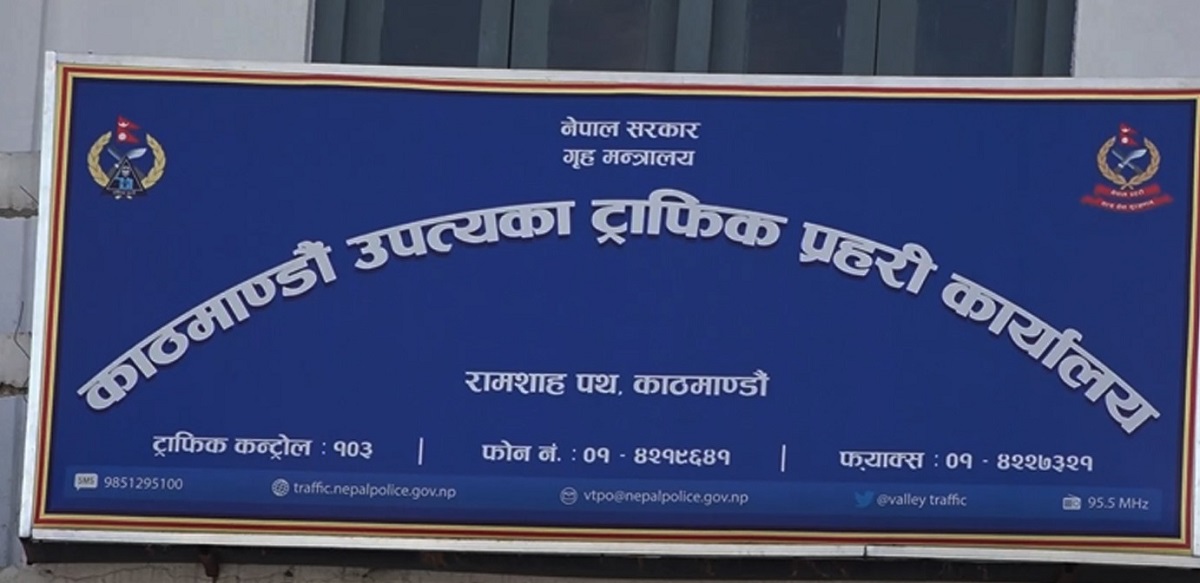 नेपाल सरकार
गृह मन्त्रालय
काठमाण्डौं उपत्यका ट्राफिक प्रहरी कार्यालय
रामशाह पथ, काठमाण्डौं
ट्राफिक कन्ट्रोल : १०३ | फोन नं. : ०१ - ४२१९६४१ | फ्याक्स : ०१ - ४२२७३२१
SMS 9851295100 traffic.nepalpolice.gov.np vtpo@nepalpolice.gov.np @valley traffic 95.5 MHz